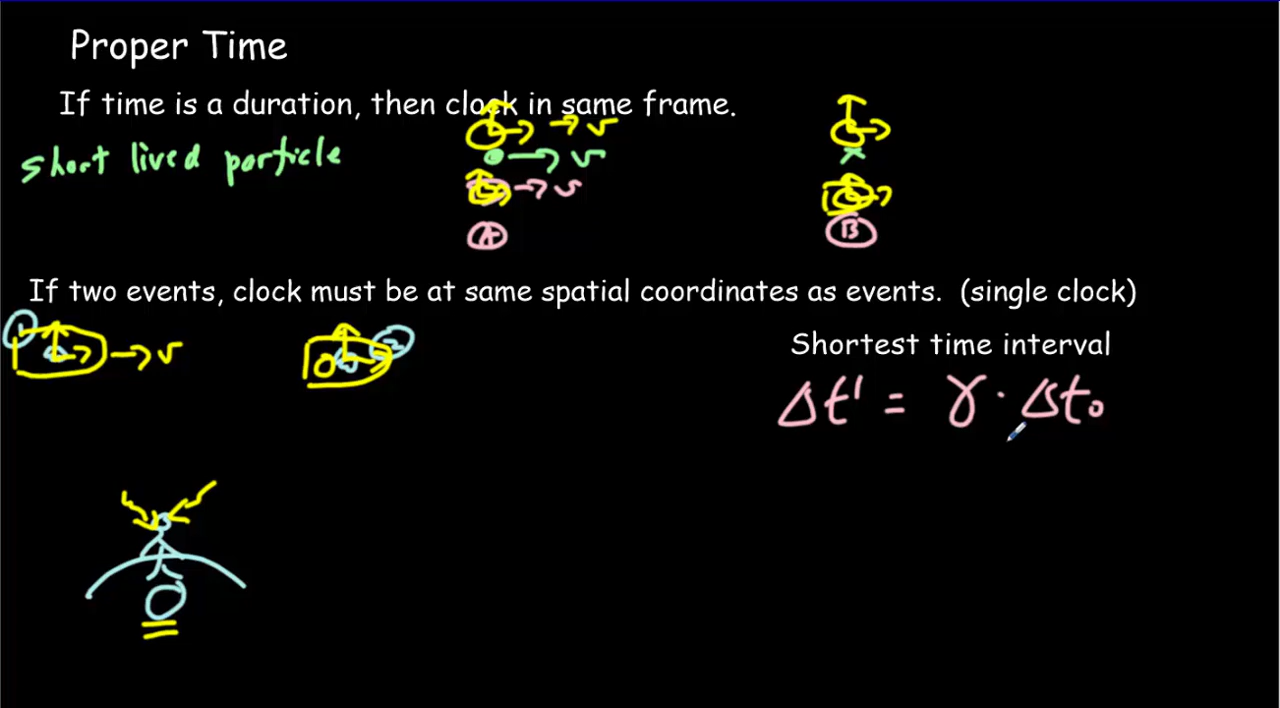 Proper Time
If time is a duration, then clock in same frame.
short lived particle
→ v
→ v
→ v
A
B
If two events, clock must be at same spatial coordinates as events. (single clock)
1
→ v
2
Shortest time interval
Δt' = γ · Δt₀